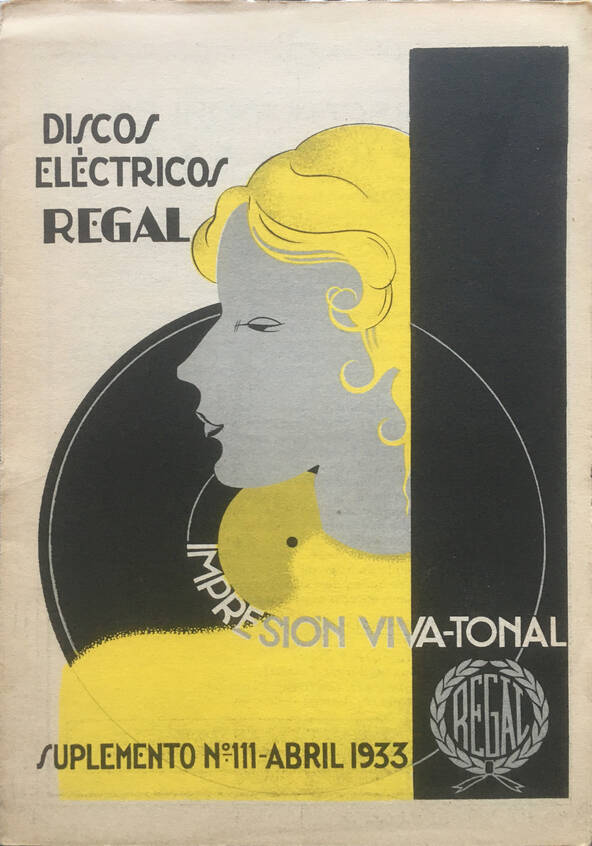 DISCOS
ELÉCTRICOS
REGAL
IMPRESIÓN VIVA-TONAL
REGAL
SUPLEMENTO Nº 111-ABRIL 1933